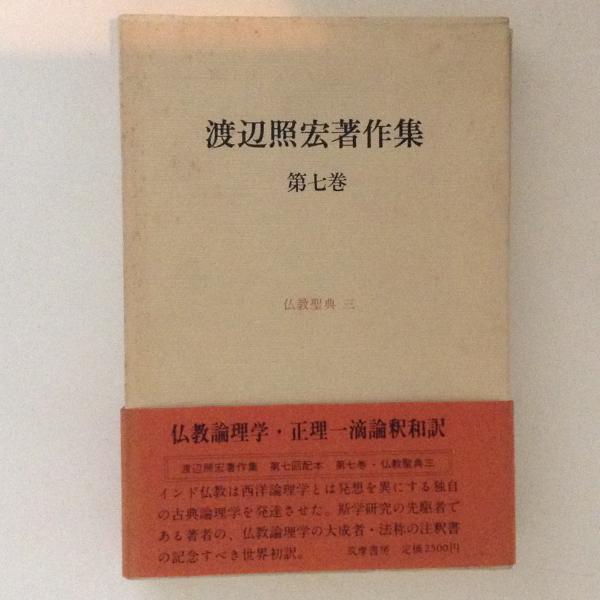 渡辺照宏著作集
第七巻
仏教聖典 三
仏教論理学・正理一滴論釈和訳
渡辺照宏著作集 第七回配本 第七巻・仏教聖典三
インド仏教は西洋論理学とは発想を異にする独自
の古典論理学を発達させた。斯学研究の先駆者で
ある著者の、仏教論理学の大成者・法称の注釈書
の記念すべき世界初訳。 筑摩書房 定価2500円